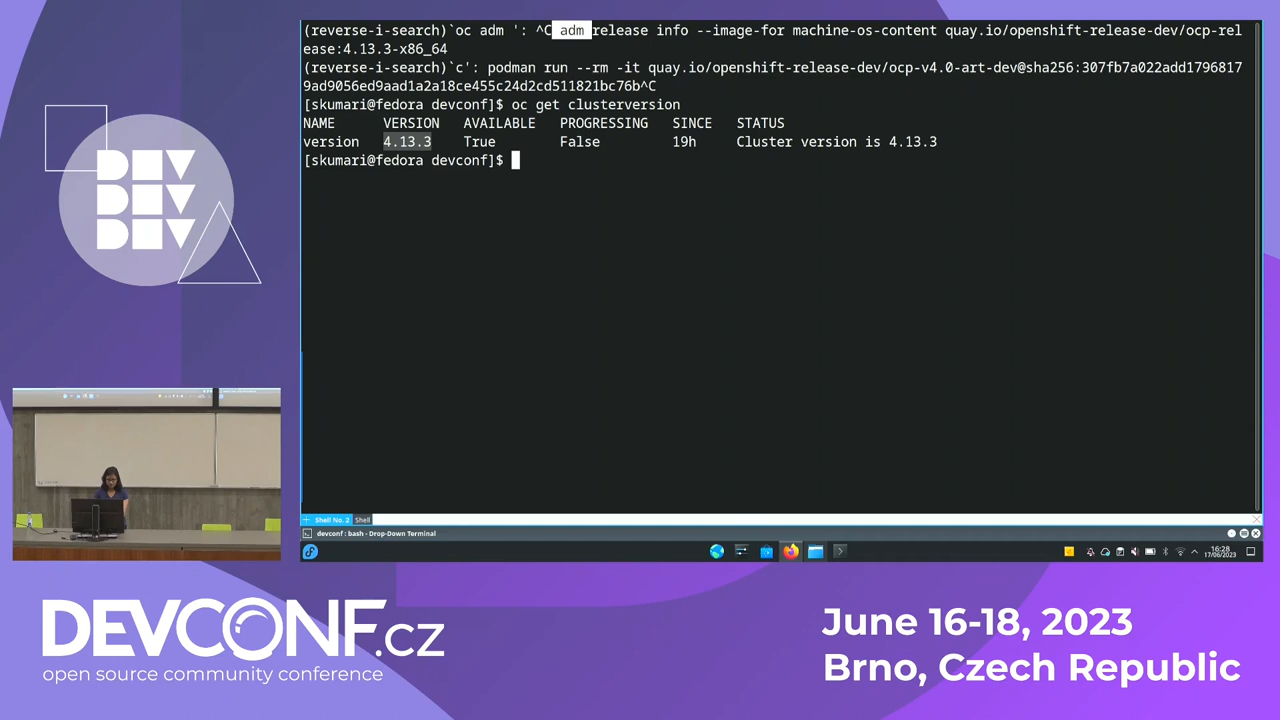 DEV
DEV
DEV
(reverse-i-search)`oc adm ': ^C adm release info --image-for machine-os-content quay.io/openshift-release-dev/ocp-rel
ease:4.13.3-x86_64
(reverse-i-search)`c': podman run --rm -it quay.io/openshift-release-dev/ocp-v4.0-art-dev@sha256:307fb7a022add1796817
9ad9056ed9aad1a2a18ce455c24d2cd511821bc76b^C
[skumari@fedora devconf]$ oc get clusterversion
NAME VERSION AVAILABLE PROGRESSING SINCE STATUS
version 4.13.3 True False 19h Cluster version is 4.13.3
[skumari@fedora devconf]$
Shell No. 2 Shell
devconf : bash - Drop-Down Terminal
16:28
17/06/2023
DEVCONF.cz
open source community conference
June 16-18, 2023
Brno, Czech Republic